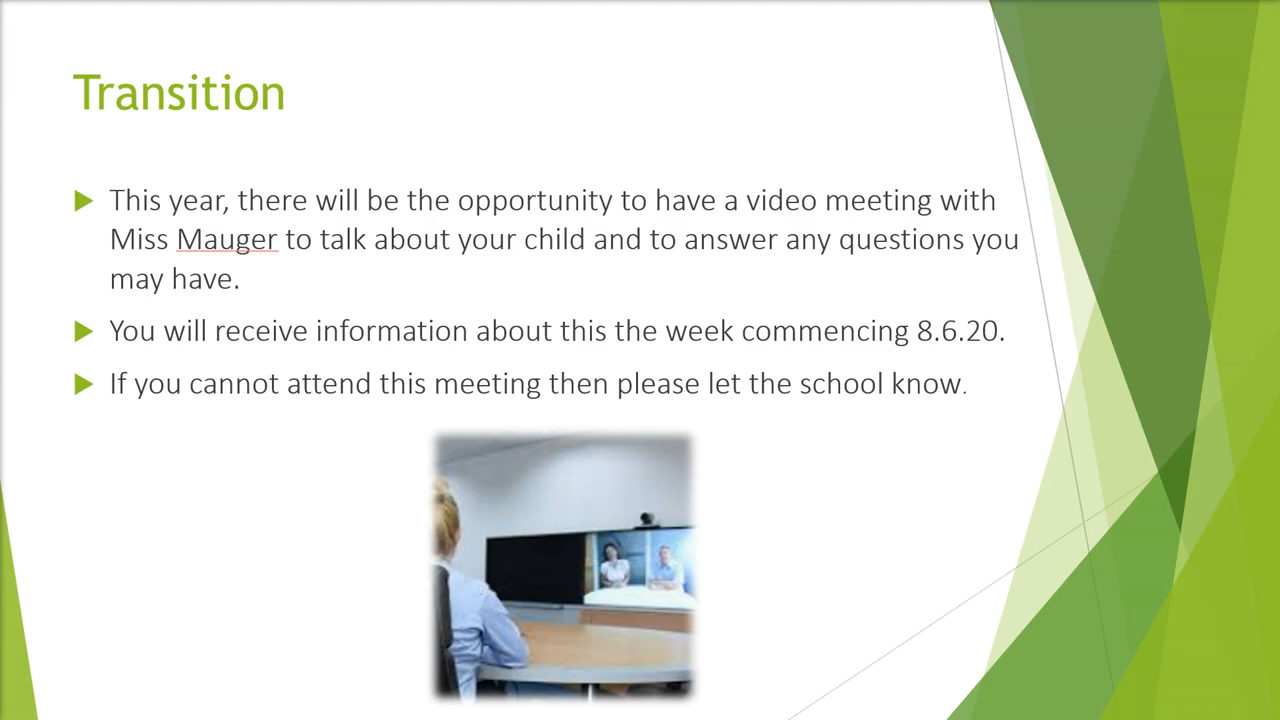 Transition
This year, there will be the opportunity to have a video meeting with
Miss Mauger to talk about your child and to answer any questions you
may have.
You will receive information about this the week commencing 8.6.20.
If you cannot attend this meeting then please let the school know.